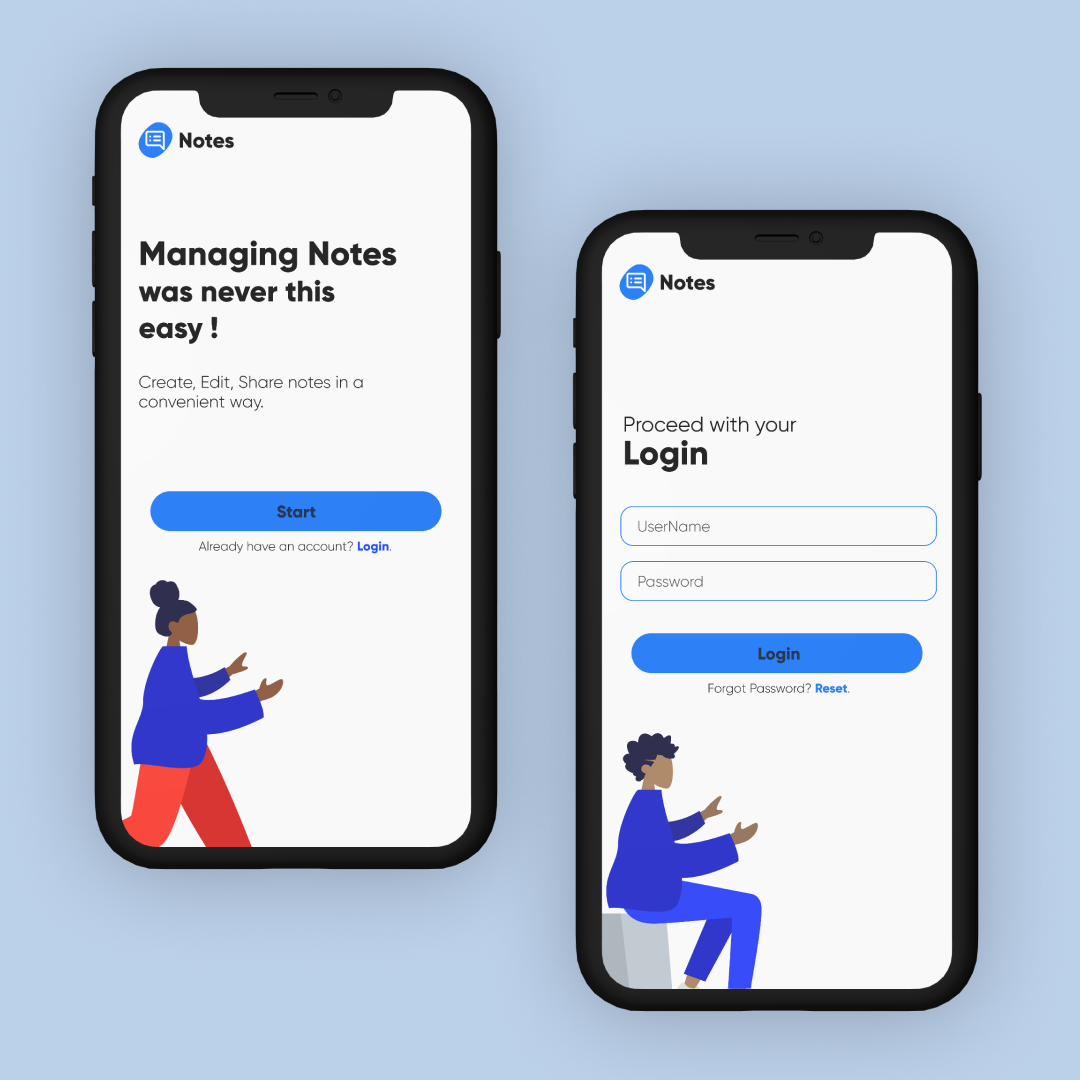 Notes
Managing Notes
was never this
easy !
Create, Edit, Share notes in a
convenient way.
Start
Already have an account? Login.
Notes
Proceed with your
Login
UserName
Password
Login
Forgot Password? Reset.